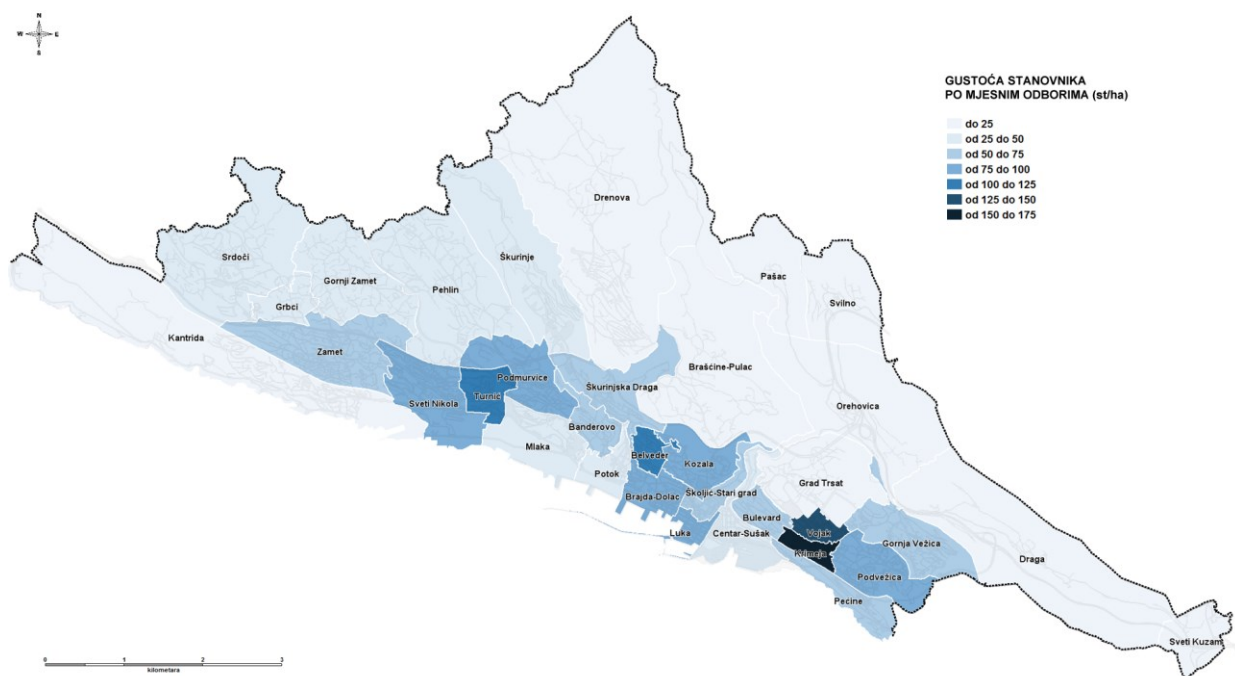 N
W E
S
GUSTOĆA STANOVNIKA
PO MJESNIM ODBORIMA (st/ha)
do 25
od 25 do 50
od 50 do 75
od 75 do 100
od 100 do 125
od 125 do 150
od 150 do 175
Drenova
Srdoči
Škurinje
Gornji Zamet
Pehlin
Pašac
Svilno
Grbci
Kantrida
Zamet
Brašćine-Pulac
Podmurvice
Škurinjska Draga
Turnić
Sveti Nikola
Orehovica
Banderovo
Mlaka
Belveder
Kozala
Potok
Grad Trsat
Brajda-Dolac
Školjic-Stari grad
Bulevard
Luka
Centar-Sušak
Vojak
Gornja Vežica
Krimeja
Draga
Podvežica
Pećine
Sveti Kuzam
0 1 2 3
kilometara